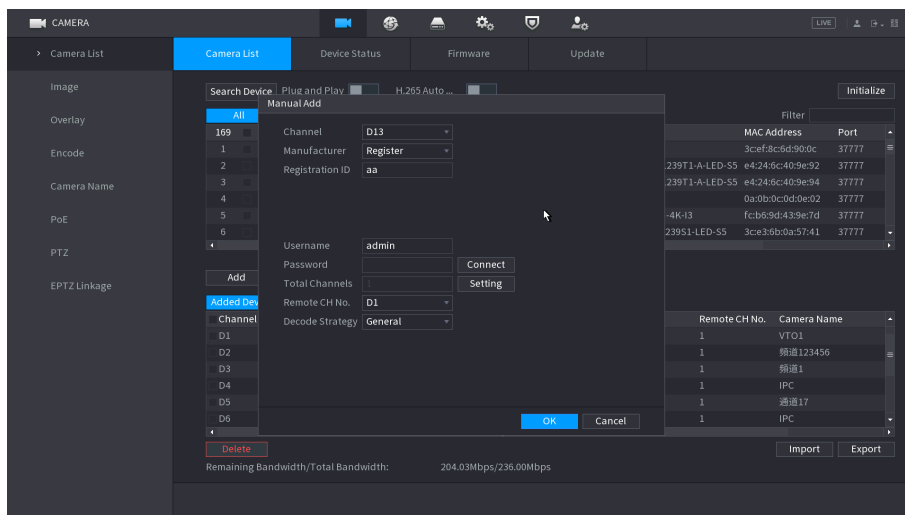 CAMERA LIVE
Camera List Camera List Device Status Firmware Update
Image
Overlay
Encode
Camera Name
PoE
PTZ
EPTZ Linkage
Search Device Plug and Play H.265 Auto ... Initialize
All Filter
169 MAC Address Port
1 3c:ef:8c:6d:90:0c 37777
2 239T1-A-LED-S5 e4:24:6c:40:9e:92 37777
3 239T1-A-LED-S5 e4:24:6c:40:9e:94 37777
4 0a:0b:0c:0d:0e:02 37777
5 -4K-I3 fc:b6:9d:43:9e:7d 37777
6 239S1-LED-S5 3c:e3:6b:0a:57:41 37777
Manual Add
Channel D13
Manufacturer Register
Registration ID aa
Username admin
Password Connect
Total Channels 1 Setting
Remote CH No. D1
Decode Strategy General
OK Cancel
Add
Added Dev
Channel Remote CH No. Camera Name
D1 1 VTO1
D2 1 頻道123456
D3 1 頻道1
D4 1 IPC
D5 1 通道17
D6 1 IPC
Delete Import Export
Remaining Bandwidth/Total Bandwidth: 204.03Mbps/236.00Mbps